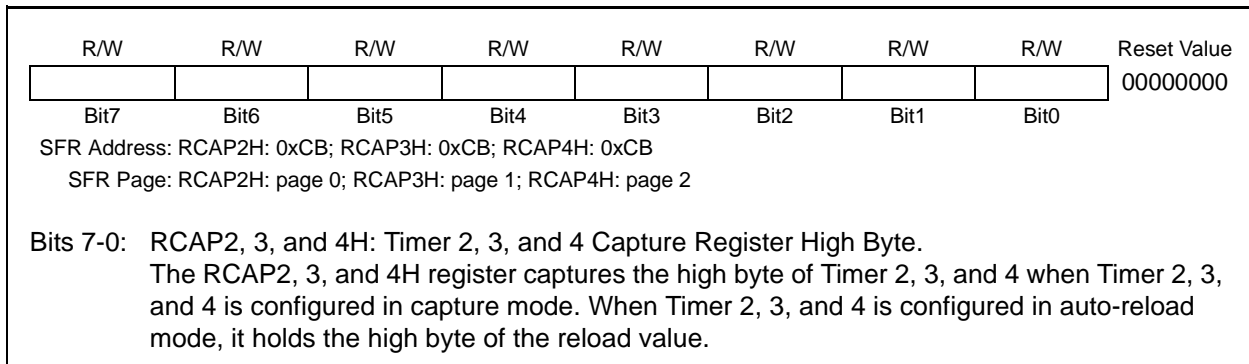 R/W R/W R/W R/W R/W R/W R/W R/W Reset Value
00000000
Bit7 Bit6 Bit5 Bit4 Bit3 Bit2 Bit1 Bit0
SFR Address: RCAP2H: 0xCB; RCAP3H: 0xCB; RCAP4H: 0xCB
SFR Page: RCAP2H: page 0; RCAP3H: page 1; RCAP4H: page 2
Bits 7-0: RCAP2, 3, and 4H: Timer 2, 3, and 4 Capture Register High Byte.
The RCAP2, 3, and 4H register captures the high byte of Timer 2, 3, and 4 when Timer 2, 3,
and 4 is configured in capture mode. When Timer 2, 3, and 4 is configured in auto-reload
mode, it holds the high byte of the reload value.